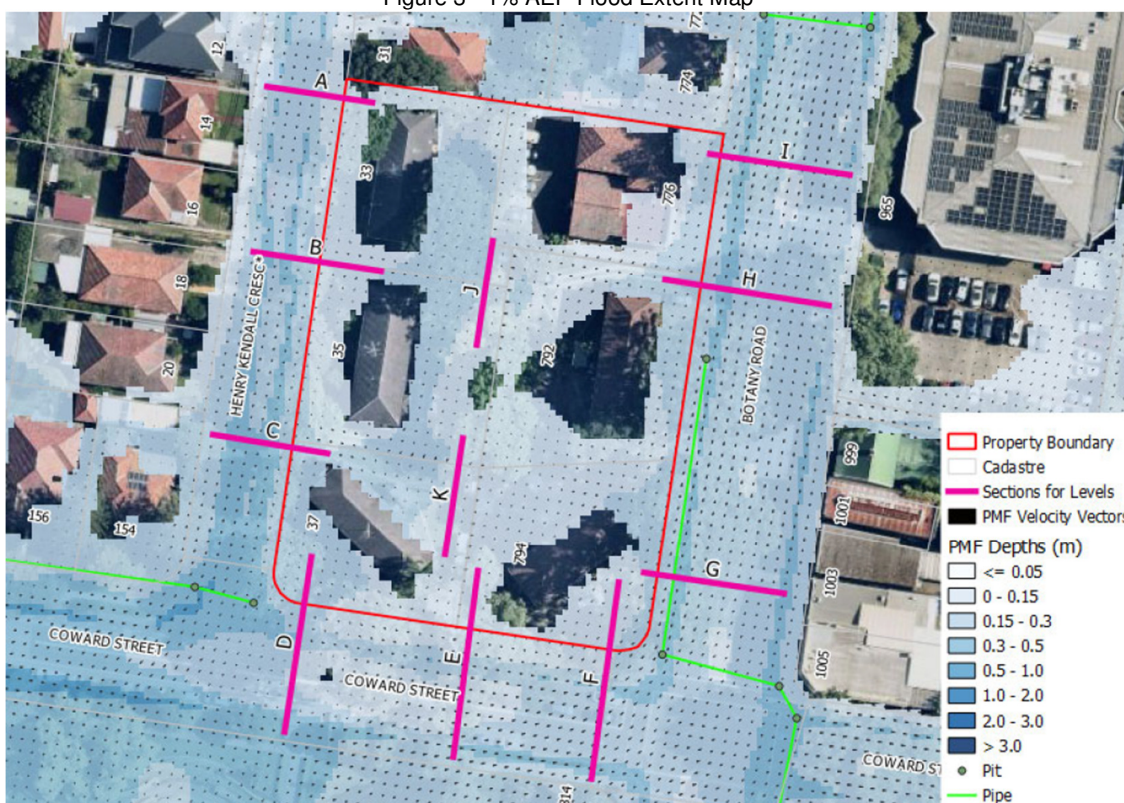 Figure 3 - 1% AEP Flood Extent Map
12
31
772
774
A
14
I
33
776
965
16
B
J
H
18
HENRY KENDALL CRESC
35
792
BOTANY ROAD
20
C
K
999
1001
156
154
37
794
G
1003
COWARD STREET
D
E
F
1005
COWARD STREET
COWARD ST
814
Property Boundary
Cadastre
Sections for Levels
PMF Velocity Vectors
PMF Depths (m)
<= 0.05
0 - 0.15
0.15 - 0.3
0.3 - 0.5
0.5 - 1.0
1.0 - 2.0
2.0 - 3.0
> 3.0
Pit
Pipe